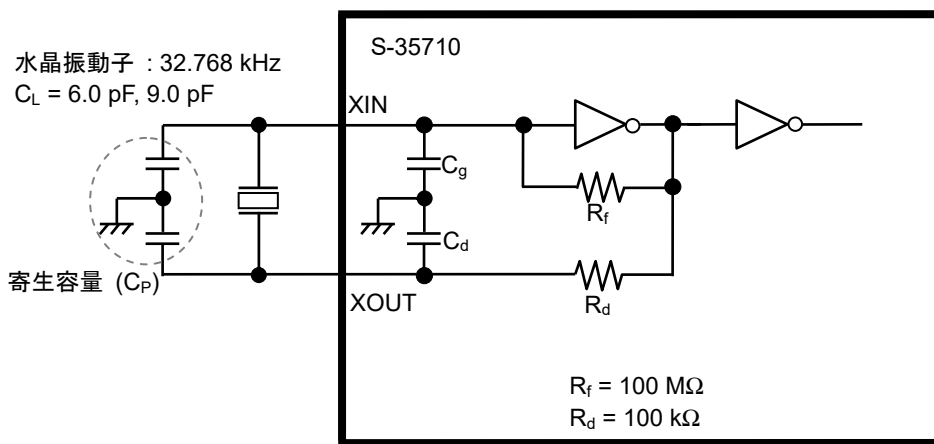 S-35710
水晶振動子 : 32.768 kHz
CL = 6.0 pF, 9.0 pF
XIN
Cg
Rf
Cd
寄生容量 (CP)
XOUT
Rd
Rf = 100 MΩ
Rd = 100 kΩ